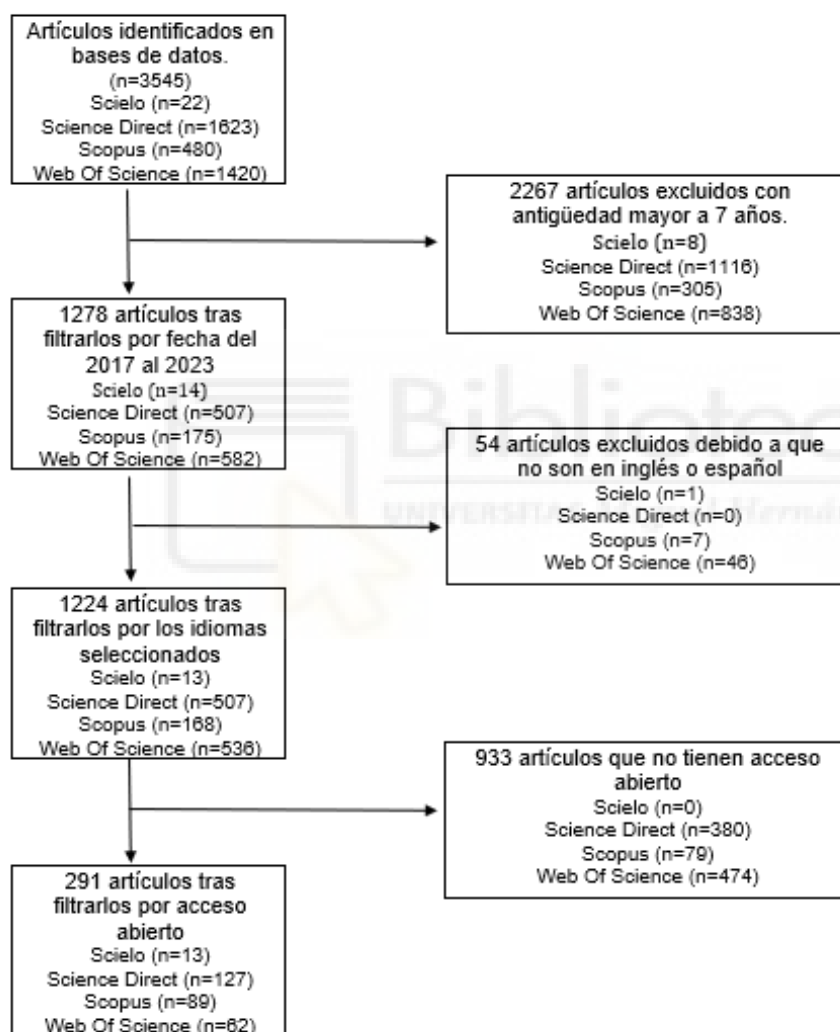 Artículos identificados en
bases de datos.
(n=3545)
Scielo (n=22)
Science Direct (n=1623)
Scopus (n=480)
Web Of Science (n=1420)
2267 artículos excluidos con
antigüedad mayor a 7 años.
Scielo (n=8)
Science Direct (n=1116)
Scopus (n=305)
Web Of Science (n=838)
1278 artículos tras
filtrarlos por fecha del
2017 al 2023
Scielo (n=14)
Science Direct (n=507)
Scopus (n=175)
Web Of Science (n=582)
54 artículos excluidos debido a que
no son en inglés o español
Scielo (n=1)
Science Direct (n=0)
Scopus (n=7)
Web Of Science (n=46)
1224 artículos tras
filtrarlos por los idiomas
seleccionados
Scielo (n=13)
Science Direct (n=507)
Scopus (n=168)
Web Of Science (n=536)
933 artículos que no tienen acceso
abierto
Scielo (n=0)
Science Direct (n=380)
Scopus (n=79)
Web Of Science (n=474)
291 artículos tras
filtrarlos por acceso
abierto
Scielo (n=13)
Science Direct (n=127)
Scopus (n=89)
Web Of Science (n=62)
Bibliotec